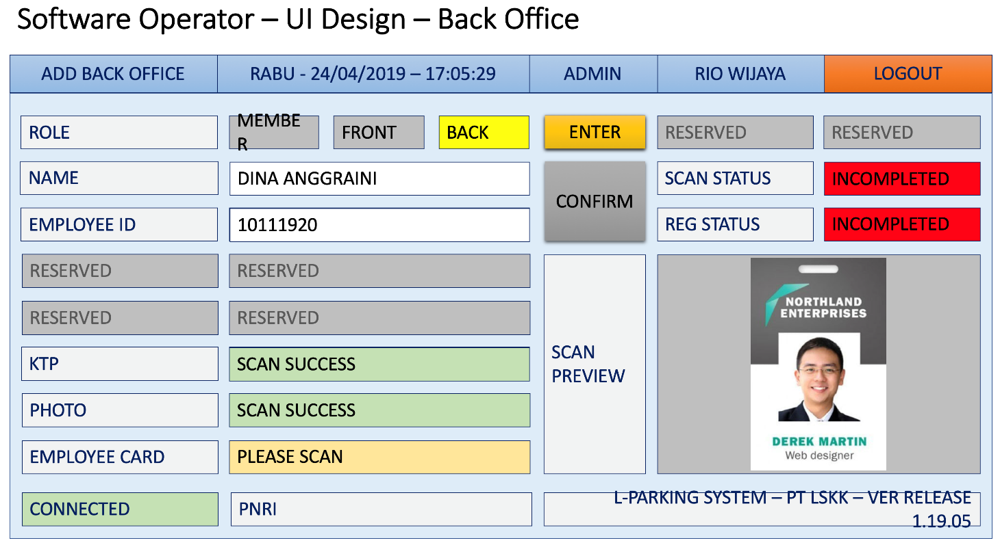 Software Operator – UI Design – Back Office
ADD BACK OFFICE
RABU - 24/04/2019 – 17:05:29
ADMIN
RIO WIJAYA
LOGOUT
ROLE
MEMBE
R
FRONT
BACK
ENTER
RESERVED
RESERVED
NAME
DINA ANGGRAINI
CONFIRM
SCAN STATUS
INCOMPLETED
EMPLOYEE ID
10111920
REG STATUS
INCOMPLETED
RESERVED
RESERVED
RESERVED
RESERVED
KTP
SCAN SUCCESS
PHOTO
SCAN SUCCESS
EMPLOYEE CARD
PLEASE SCAN
SCAN
PREVIEW
NORTHLAND
ENTERPRISES
DEREK MARTIN
Web designer
CONNECTED
PNRI
L-PARKING SYSTEM – PT LSKK – VER RELEASE
1.19.05